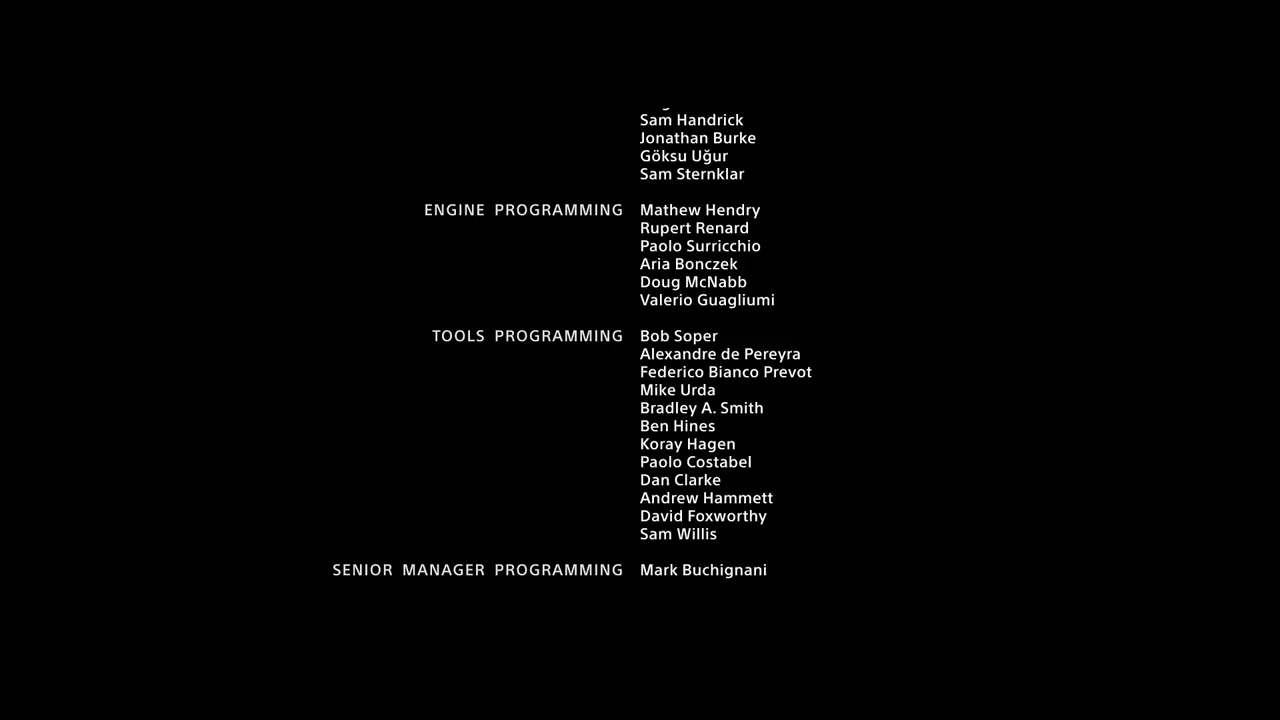 Sam Handrick
Jonathan Burke
Göksu Uğur
Sam Sternklar
ENGINE PROGRAMMING Mathew Hendry
Rupert Renard
Paolo Surricchio
Aria Bonczek
Doug McNabb
Valerio Guagliumi
TOOLS PROGRAMMING Bob Soper
Alexandre de Pereyra
Federico Bianco Prevot
Mike Urda
Bradley A. Smith
Ben Hines
Koray Hagen
Paolo Costabel
Dan Clarke
Andrew Hammett
David Foxworthy
Sam Willis
SENIOR MANAGER PROGRAMMING Mark Buchignani